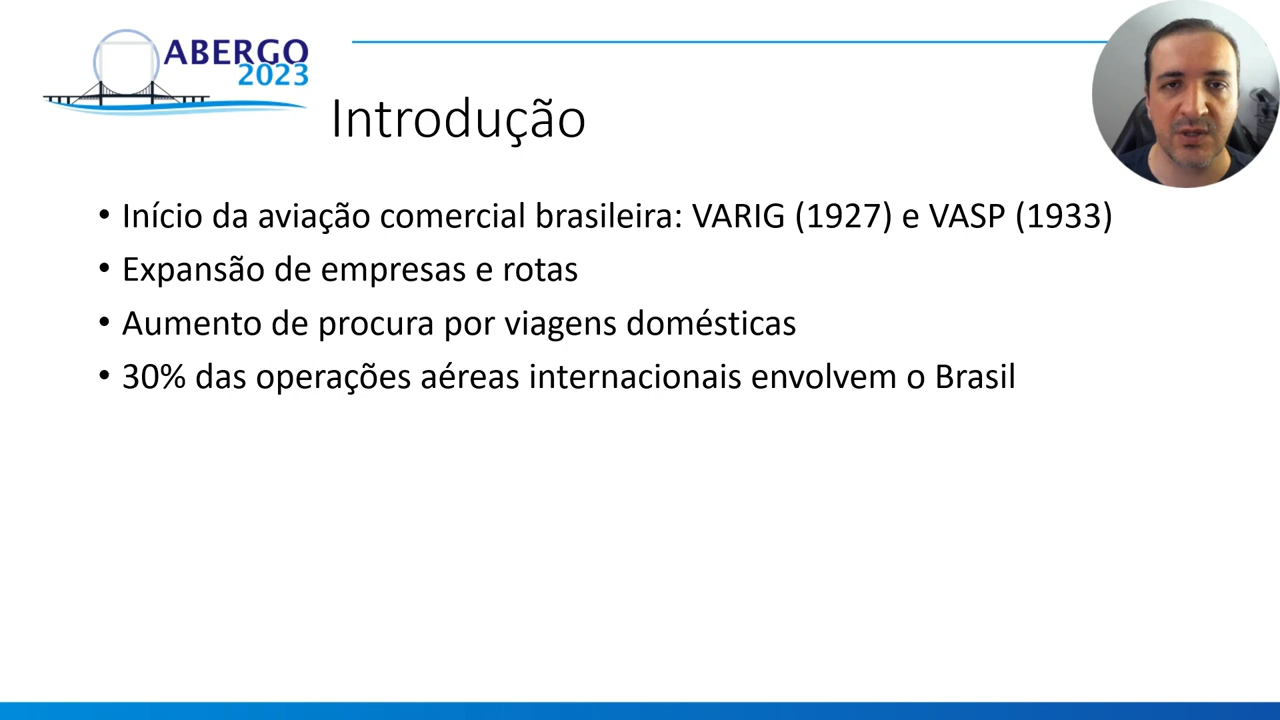 ABERGO
2023
Introdução
• Início da aviação comercial brasileira: VARIG (1927) e VASP (1933)
• Expansão de empresas e rotas
• Aumento de procura por viagens domésticas
• 30% das operações aéreas internacionais envolvem o Brasil